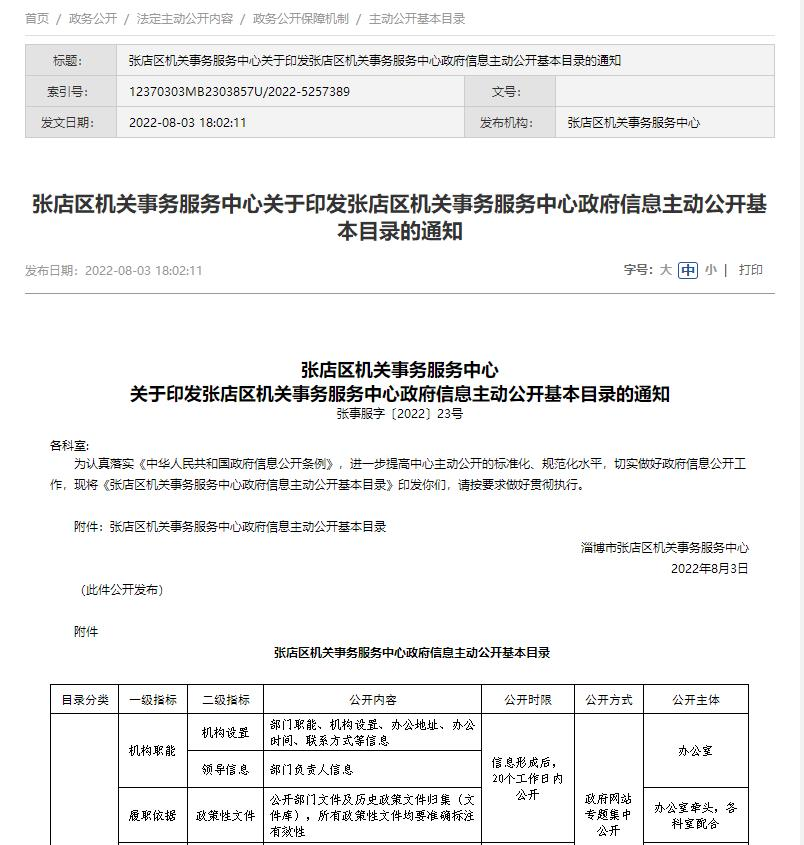 首页 / 政务公开 / 法定主动公开内容 / 政务公开保障机制 / 主动公开基本目录
标题： 张店区机关事务服务中心关于印发张店区机关事务服务中心政府信息主动公开基本目录的通知
索引号： 12370303MB2303857U/2022-5257389 文号：
发文日期： 2022-08-03 18:02:11 发布机构： 张店区机关事务服务中心
张店区机关事务服务中心关于印发张店区机关事务服务中心政府信息主动公开基
本目录的通知
发布日期：2022-08-03 18:02:11 字号：大 中 小 | 打印
张店区机关事务服务中心
关于印发张店区机关事务服务中心政府信息主动公开基本目录的通知
张事服字〔2022〕23号
各科室:
为认真落实《中华人民共和国政府信息公开条例》，进一步提高中心主动公开的标准化、规范化水平，切实做好政府信息公开工
作，现将《张店区机关事务服务中心政府信息主动公开基本目录》印发你们，请按要求做好贯彻执行。
附件：张店区机关事务服务中心政府信息主动公开基本目录
淄博市张店区机关事务服务中心
2022年8月3日
（此件公开发布）
附件
张店区机关事务服务中心政府信息主动公开基本目录
目录分类 一级指标 二级指标 公开内容 公开时限 公开方式 公开主体
机构职能
机构设置
部门职能、机构设置、办公地址、办公
时间、联系方式等信息
领导信息
部门负责人信息
信息形成后，
20个工作日内
公开
政府网站
专题集中
公开
办公室
履职依据
政策性文件
公开部门文件及历史政策文件归集（文
件库），所有政策性文件均要准确标注
有效性
办公室牵头，各
科室配合